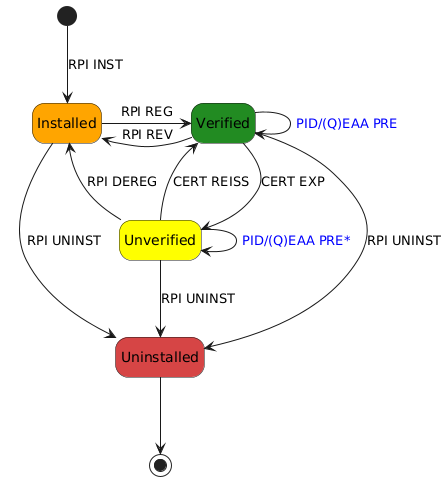 RPI INST
Installed
RPI REG
Verified
PID/(Q)EAA PRE
RPI REV
RPI DEREG
CERT REISS
CERT EXP
RPI UNINST
Unverified
PID/(Q)EAA PRE*
RPI UNINST
RPI UNINST
Uninstalled